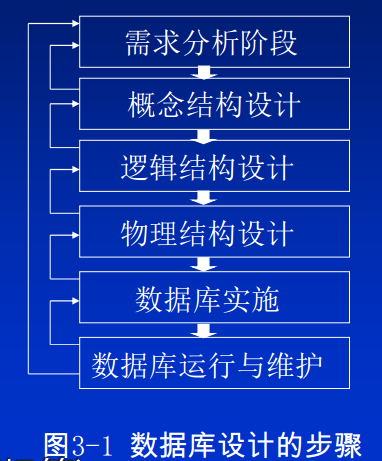 需求分析阶段
概念结构设计
逻辑结构设计
物理结构设计
数据库实施
数据库运行与维护
图3-1 数据库设计的步骤